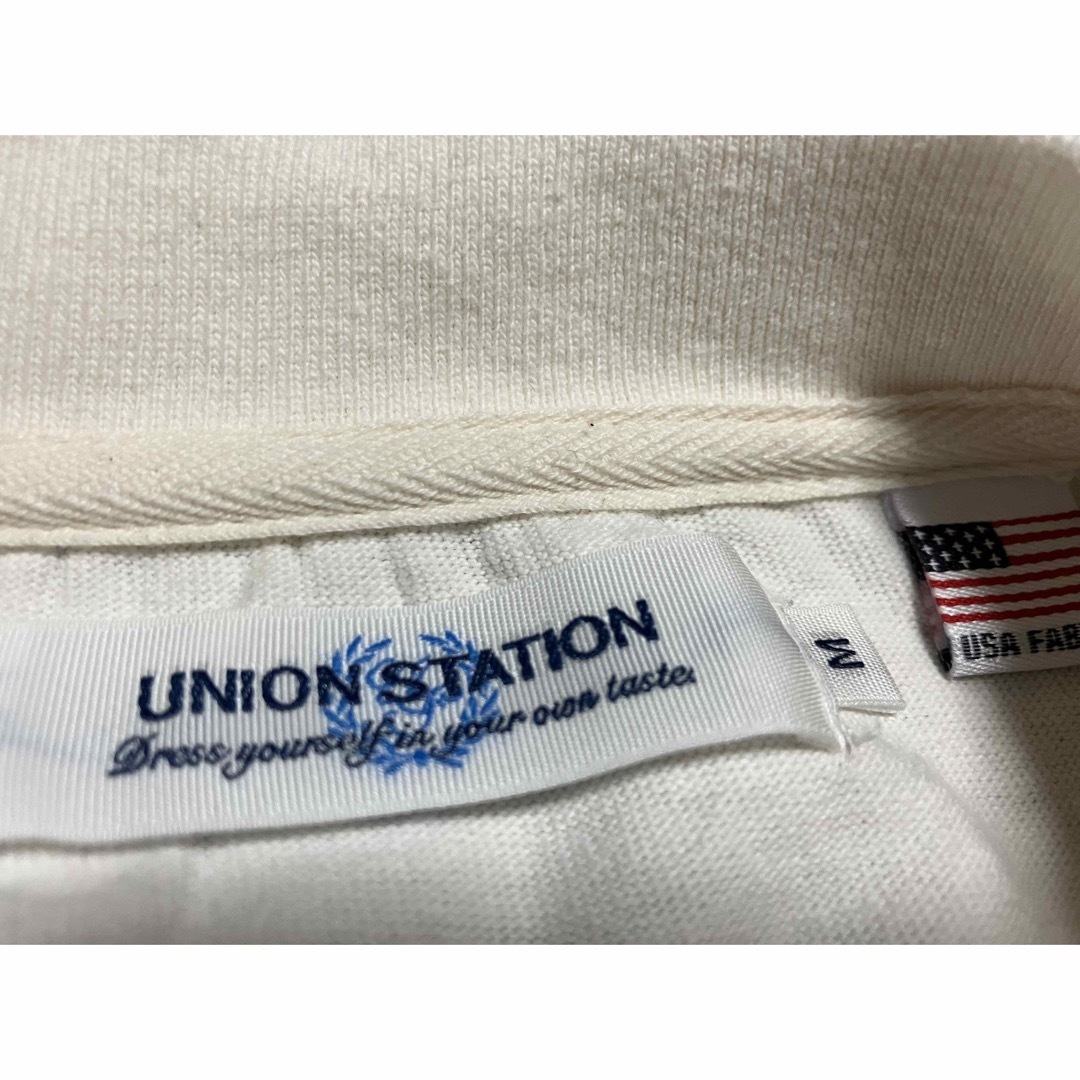 UNION STATION
Dress yourself in your own taste.
M
USA FAB